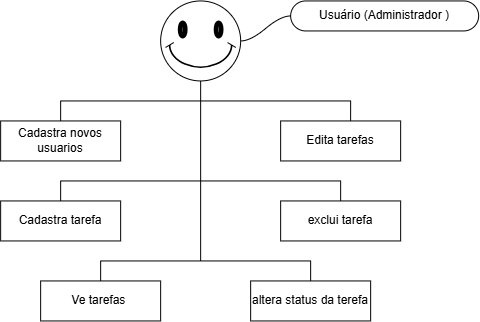 Usuário (Administrador )
Cadastra novos
usuarios
Edita tarefas
Cadastra tarefa
exclui tarefa
Ve tarefas
altera status da terefa